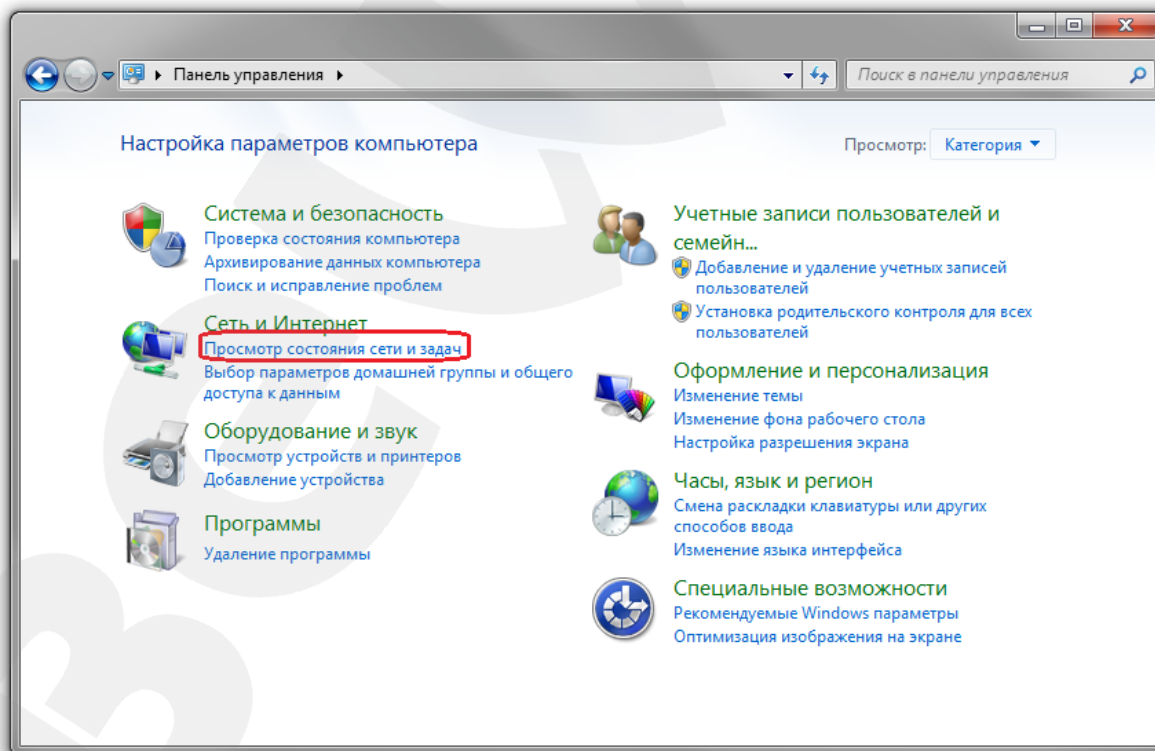 Панель управления
Поиск в панели управления
Настройка параметров компьютера
Просмотр: Категория
Система и безопасность
Проверка состояния компьютера
Архивирование данных компьютера
Поиск и исправление проблем
Сеть и Интернет
Просмотр состояния сети и задач
Выбор параметров домашней группы и общего
доступа к данным
Оборудование и звук
Просмотр устройств и принтеров
Добавление устройства
Программы
Удаление программы
Учетные записи пользователей и
семейн...
Добавление и удаление учетных записей
пользователей
Установка родительского контроля для всех
пользователей
Оформление и персонализация
Изменение темы
Изменение фона рабочего стола
Настройка разрешения экрана
Часы, язык и регион
Смена раскладки клавиатуры или других
способов ввода
Изменение языка интерфейса
Специальные возможности
Рекомендуемые Windows параметры
Оптимизация изображения на экране